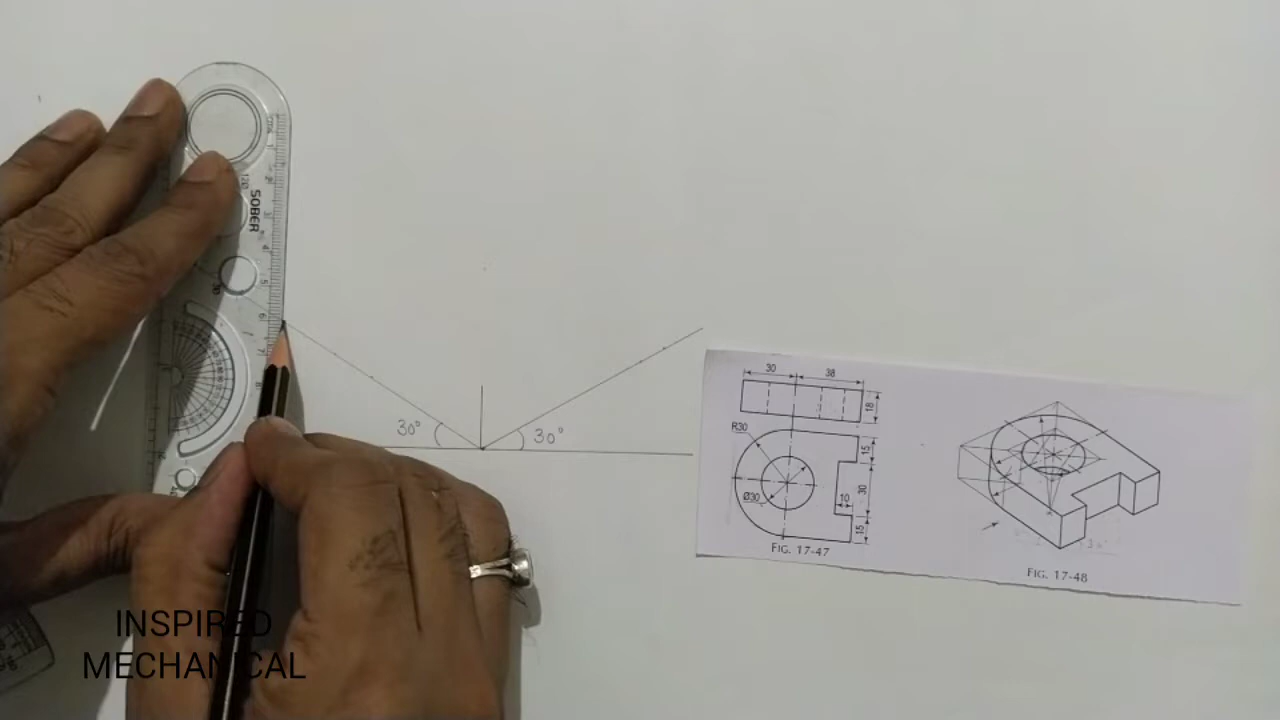 SOBER
30°
30°
30
38
18
R30
15
Ø30
10
30
15
FIG. 17-47
FIG. 17-48
INSPIRED
MECHANICAL